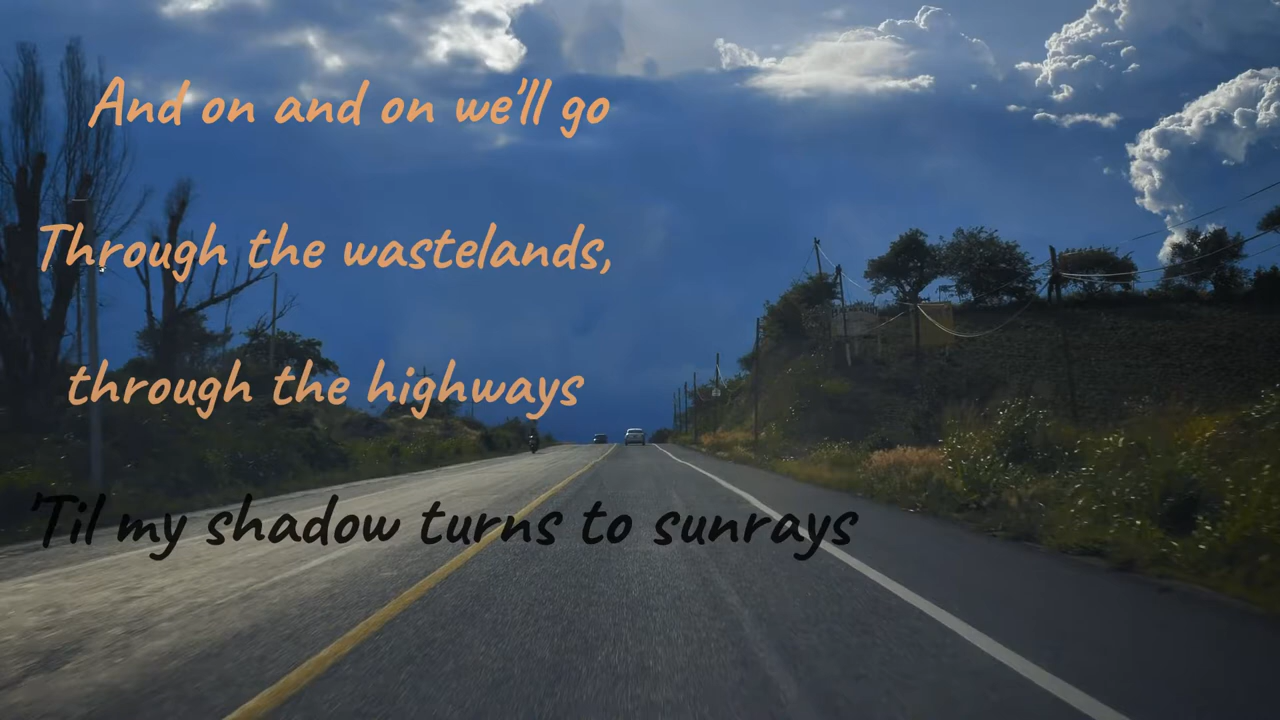 And on and on we'll go
Through the wastelands,
through the highways
'Til my shadow turns to sunrays